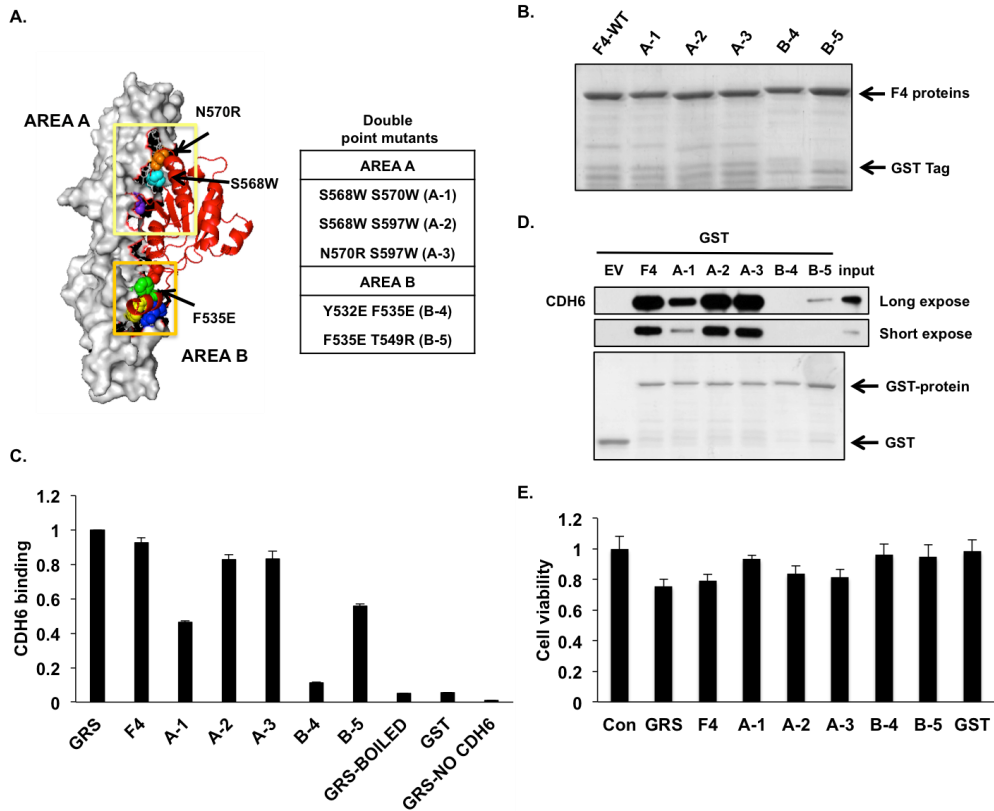 A.
AREA A
N570R
S568W
F535E
AREA B
Double
point mutants
AREA A
S568W S570W (A-1)
S568W S597W (A-2)
N570R S597W (A-3)
AREA B
Y532E F535E (B-4)
F535E T549R (B-5)
B.
F4-WT
A-1
A-2
A-3
B-4
B-5
F4 proteins
GST Tag
D.
GST
EV F4 A-1 A-2 A-3 B-4 B-5 input
CDH6
Long expose
Short expose
GST-protein
GST
C.
CDH6 binding
1.2
1
0.8
0.6
0.4
0.2
0
GRS
F4
A-1
A-2
A-3
B-4
B-5
GRS-BOILED
GST
GRS-NO CDH6
E.
Cell viability
1.2
1
0.8
0.6
0.4
0.2
0
Con GRS F4 A-1 A-2 A-3 B-4 B-5 GST